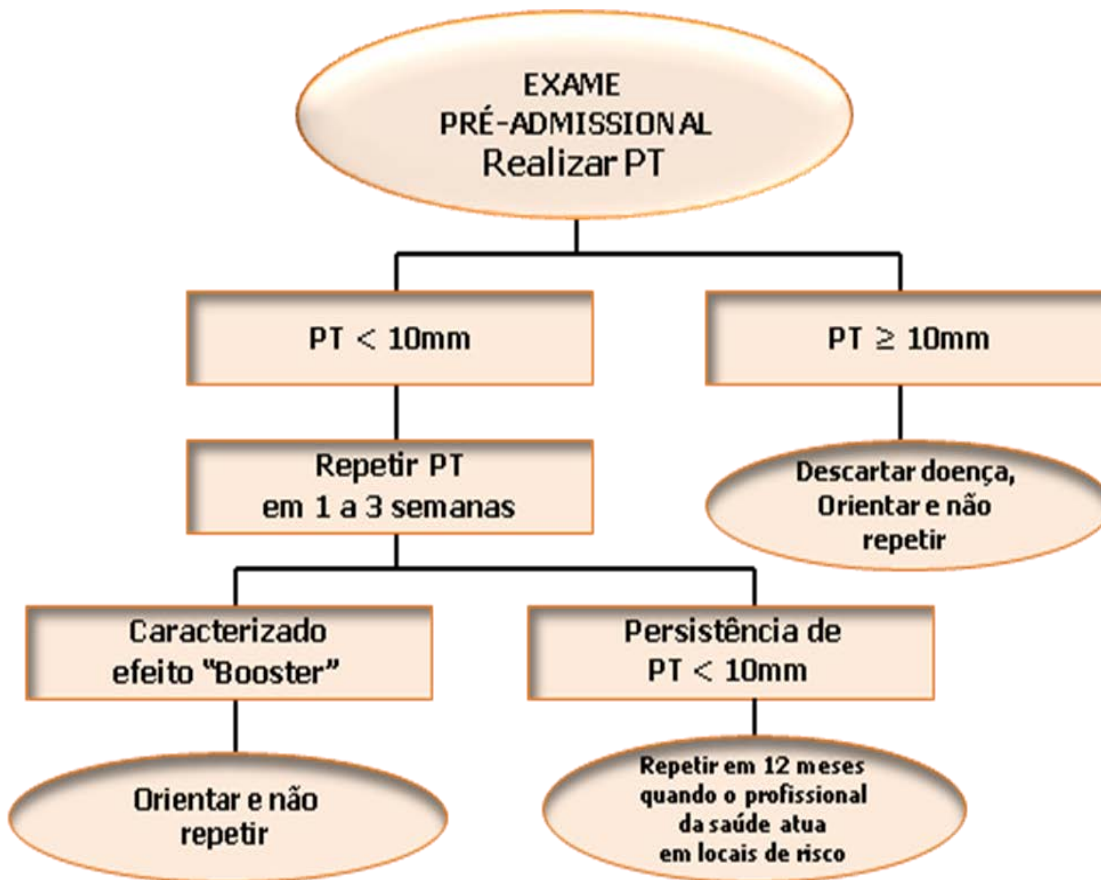 EXAME
PRÉ-ADMISSIONAL
Realizar PT
PT < 10mm
PT ≥ 10mm
Repetir PT
em 1 a 3 semanas
Descartar doença,
Orientar e não
repetir
Caracterizado
efeito “Booster”
Persistência de
PT < 10mm
Orientar e não
repetir
Repetir em 12 meses
quando o profissional
da saúde atua
em locais de risco